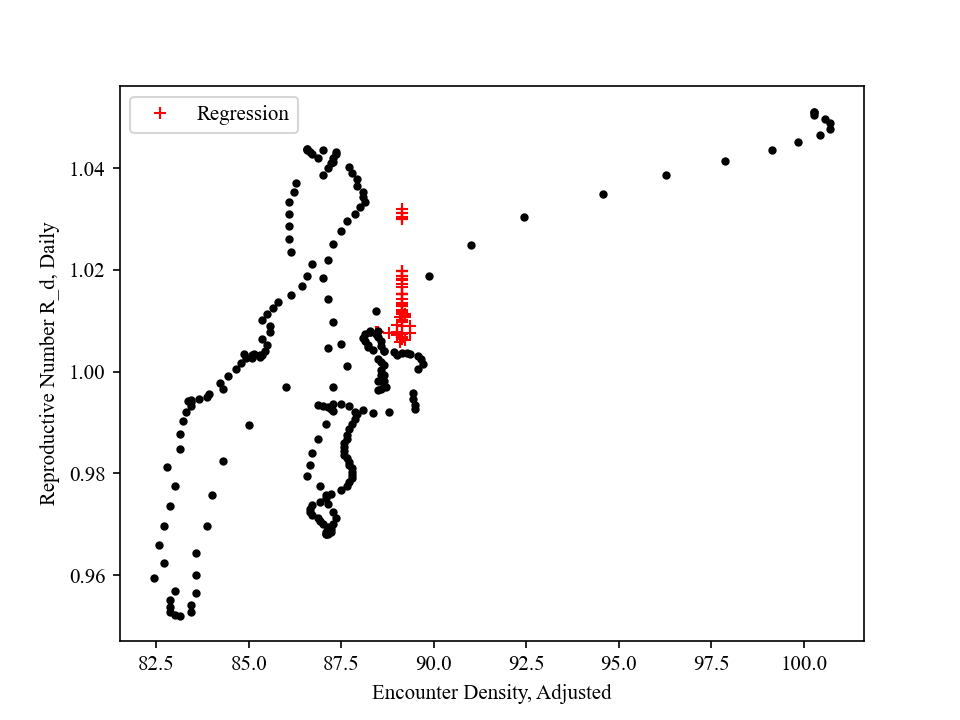 Regression
Reproductive Number R_d, Daily
1.04
1.02
1.00
0.98
0.96
82.5 85.0 87.5 90.0 92.5 95.0 97.5 100.0
Encounter Density, Adjusted